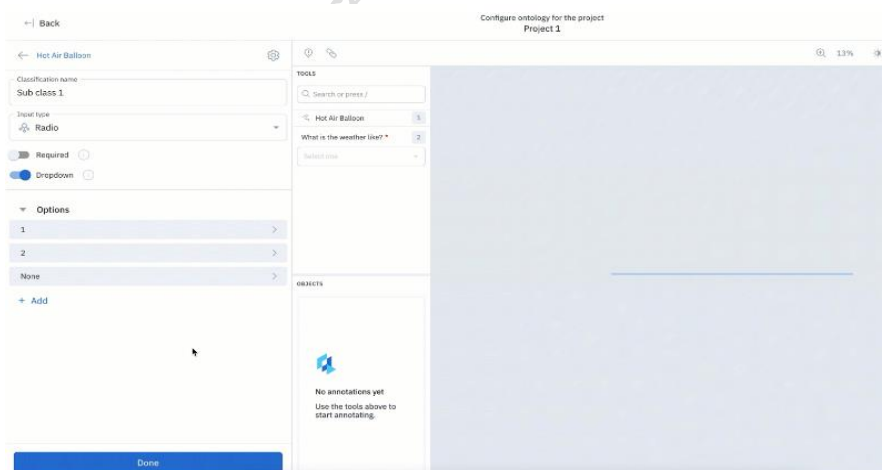 Back
Configure ontology for the project
Project 1
Hot Air Balloon
13%
Classification name
Sub class 1
Input type
Radio
Required
Dropdown
Options
1
2
None
+ Add
Done
TOOLS
Search or press /
Hot Air Balloon 1
What is the weather like? * 2
Select one
OBJECTS
No annotations yet
Use the tools above to
start annotating.